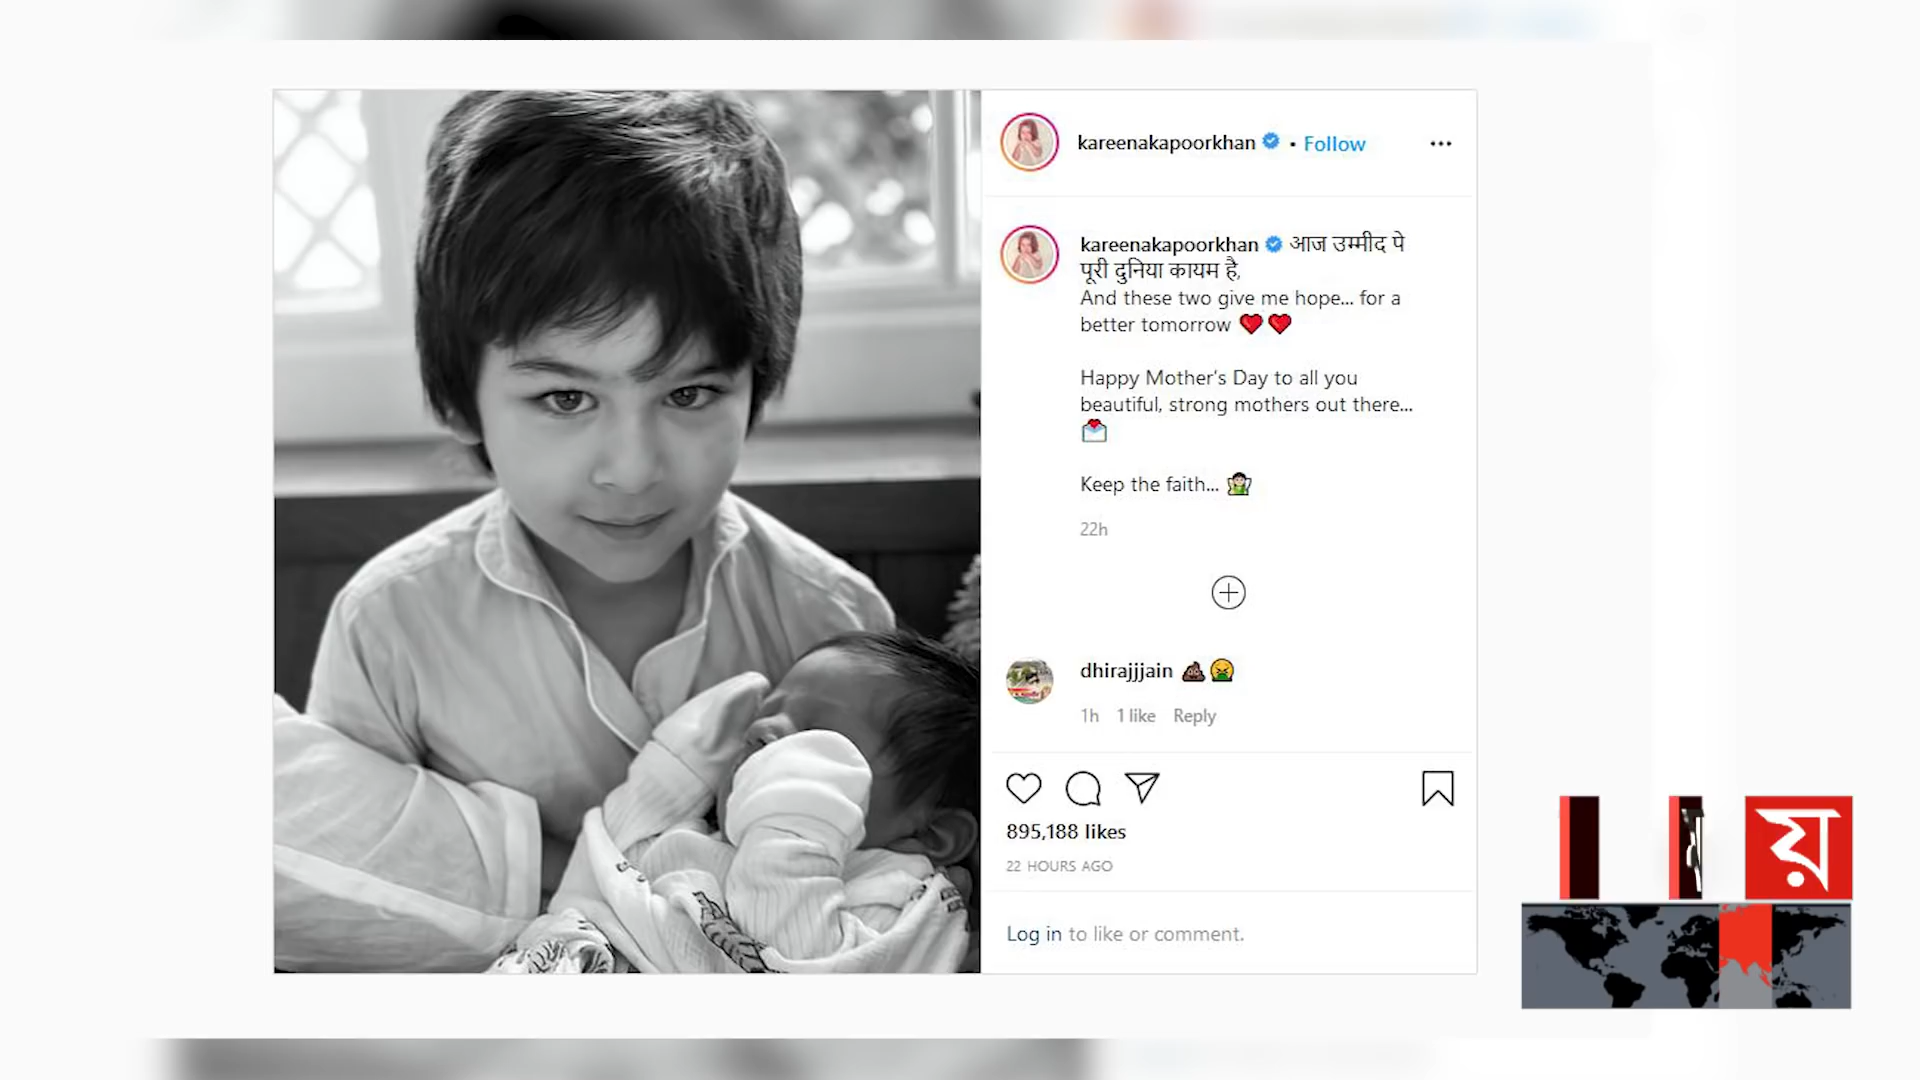 kareenakapoorkhan • Follow
kareenakapoorkhan आज उम्मीद पे
पूरी दुनिया कायम है,
And these two give me hope... for a
better tomorrow ❤️❤️
Happy Mother's Day to all you
beautiful, strong mothers out there...
💌
Keep the faith... 🤷🏻‍♀️
22h
dhirajjjain 💩🤮
1h 1 like Reply
895,188 likes
22 HOURS AGO
Log in to like or comment.
য়